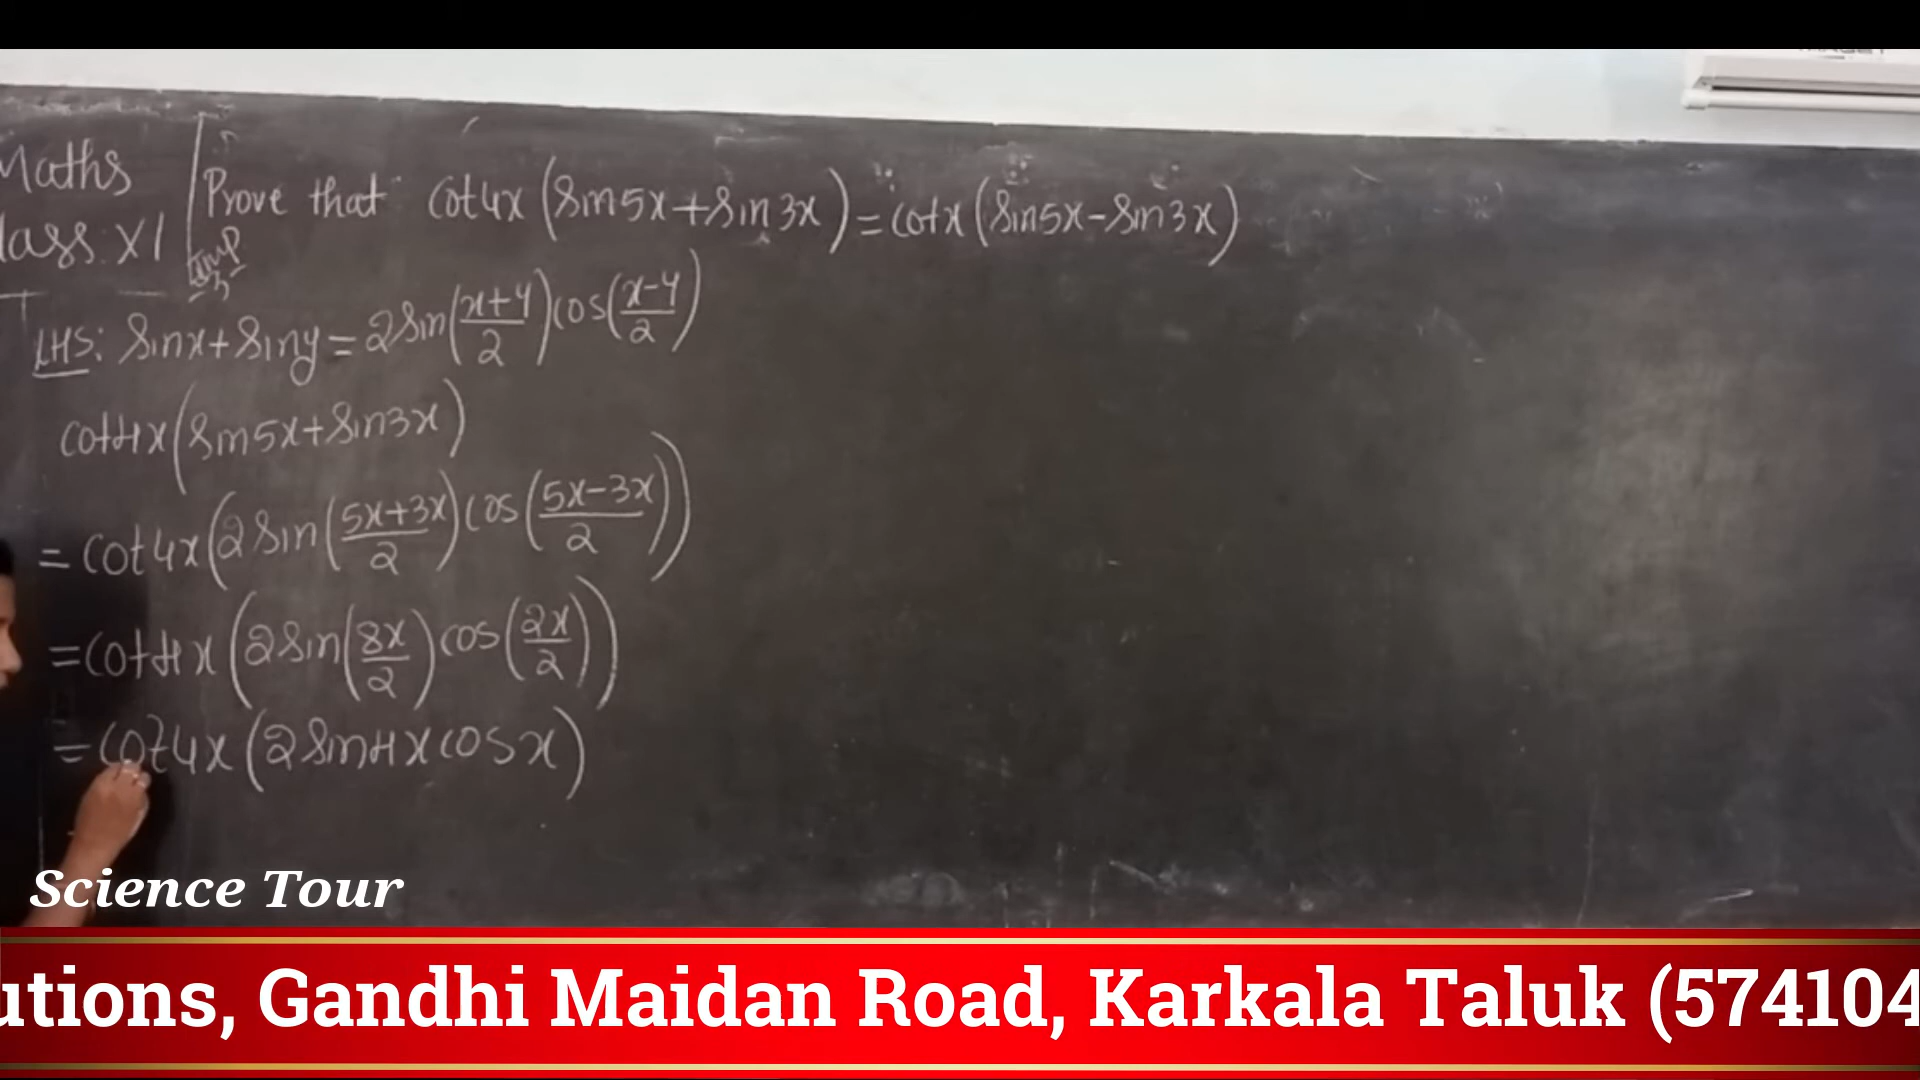 Maths
Class: XI
Prove that cot4x (Sin5x+Sin3x) = cotx (Sin5x-Sin3x)
Imp
LHS: Sinx+Siny = 2Sin((x+y)/2) cos((x-y)/2)
cot4x (Sin5x+Sin3x)
= cot4x (2Sin((5x+3x)/2) cos((5x-3x)/2))
= cot4x (2Sin(8x/2) cos(2x/2))
= cot4x (2Sin4x cosx)
Science Tour
utions, Gandhi Maidan Road, Karkala Taluk (574104